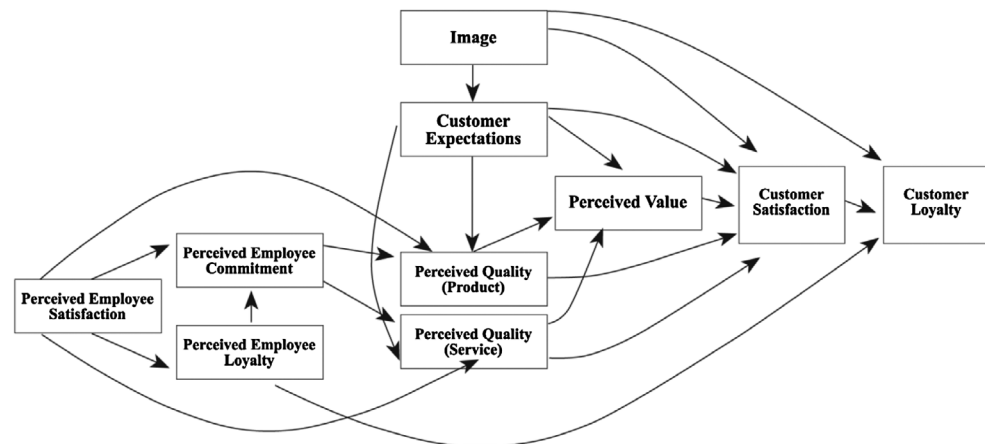 Image
Customer
Expectations
Perceived Value
Customer
Satisfaction
Customer
Loyalty
Perceived Employee
Commitment
Perceived Quality
(Product)
Perceived Employee
Satisfaction
Perceived Employee
Loyalty
Perceived Quality
(Service)